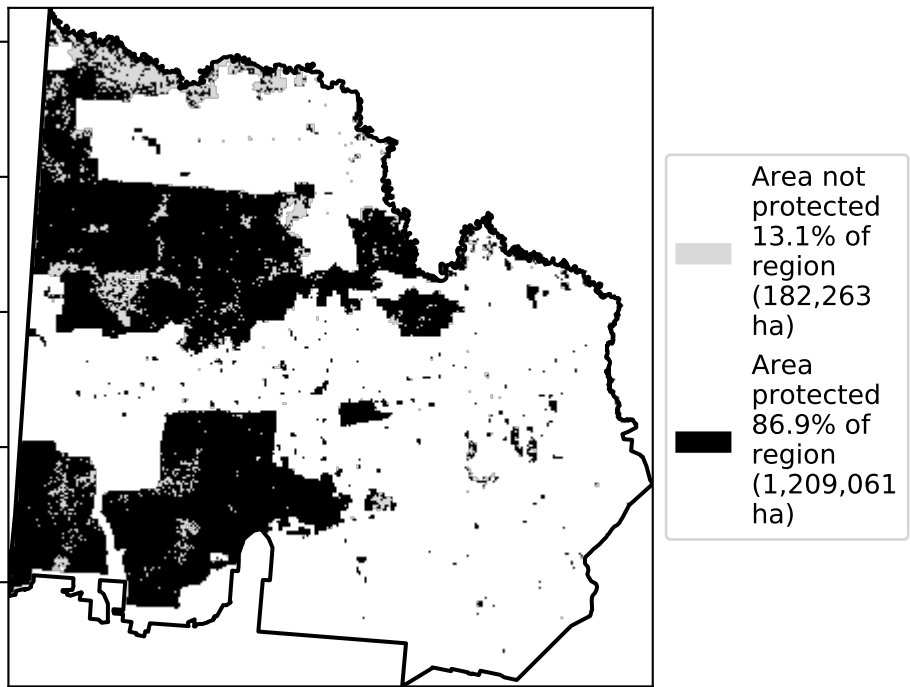 Area not
protected
13.1% of
region
(182,263
ha)
Area
protected
86.9% of
region
(1,209,061
ha)